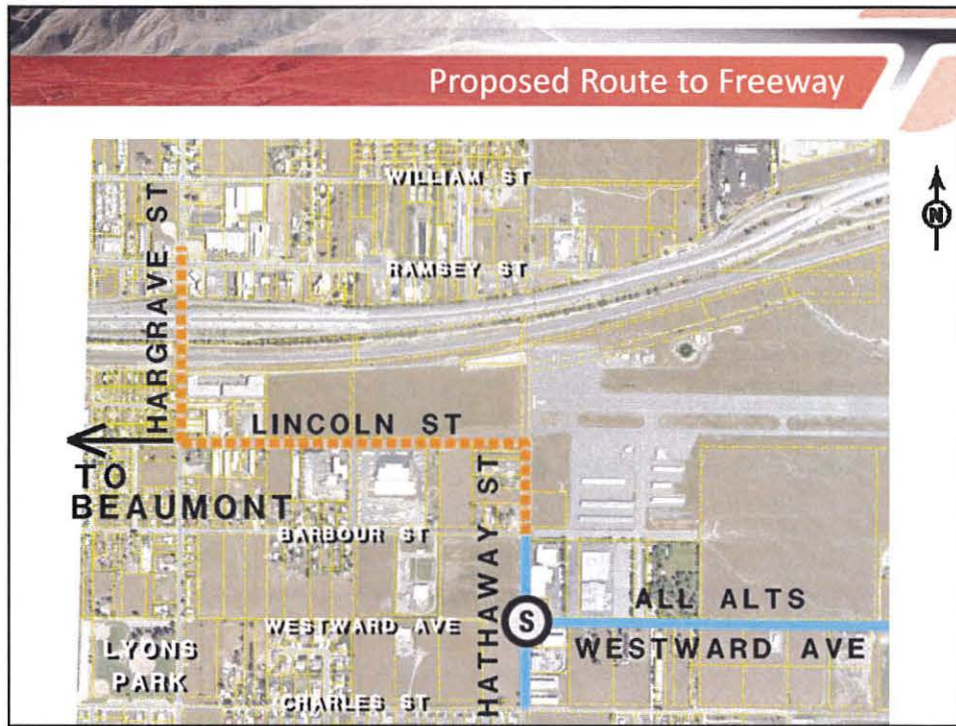 Proposed Route to Freeway
WILLIAM ST
N
HARGRAVE ST
RAMSEY ST
LINCOLN ST
TO
BEAUMONT
HATHAWAY ST
BARBOUR ST
ALL ALTS
S
WESTWARD AVE
WESTWARD AVE
LYONS
PARK
CHARLES ST